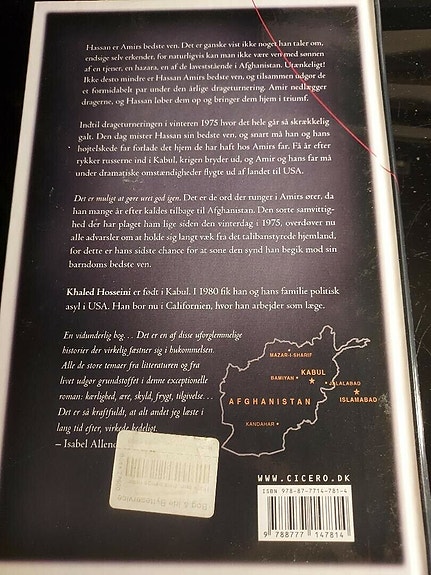 Hassan er Amirs bedste ven. Det er ganske vist ikke noget han taler om,
endsige selv erkender, for naturligvis kan man ikke være ven med sønnen
af en tjener, en hazara, en af de laveststående i Afghanistan. Utænkeligt!
Ikke desto mindre er Hassan Amirs bedste ven, og tilsammen udgør de
et formidabelt par under den årlige drageturnering. Amir nedlægger
dragerne, og Hassan løber dem op og bringer dem hjem i triumf.
Indtil drageturneringen i vinteren 1975 hvor det hele går så skrækkelig
galt. Den dag mister Hassan sin bedste ven, og snart må han og hans
højtelskede far forlade det hjem de har haft hos Amirs far. Få år efter
rykker russerne ind i Kabul, krigen bryder ud, og Amir og hans far må
under dramatiske omstændigheder flygte ud af landet til USA.
Det er muligt at gøre uret god igen. Det er de ord der runger i Amirs ører, da
han mange år efter kaldes tilbage til Afghanistan. Den sorte samvittig-
hed der har plaget ham lige siden den vinterdag i 1975, overdøver nu
alle advarsler om at holde sig langt væk fra det talibanstyrede hjemland,
for dette er hans sidste chance for at sone den synd han begik mod sin
barndoms bedste ven.
Khaled Hosseini er født i Kabul. I 1980 fik han og hans familie politisk
asyl i USA. Han bor nu i Californien, hvor han arbejder som læge.
En vidunderlig bog… Det er en af disse uforglemmelige
historier der virkelig fæstner sig i hukommelsen.
Alle de store temaer fra litteraturen og fra
livet udgør grundstoffet i denne exceptionelle
roman: kærlighed, ære, skyld, frygt, tilgivelse…
Det er så kraftfuldt, at alt andet jeg læste i
lang tid efter, virkede kedeligt.
– Isabel Allend
MAZAR-I-SHARIF
KABUL
BAMIYAN
JALALABAD
ISLAMABAD
AFGHANISTAN
KANDAHAR
WWW.CICERO.DK
ISBN 978-87-7714-781-4
9 788777 147814